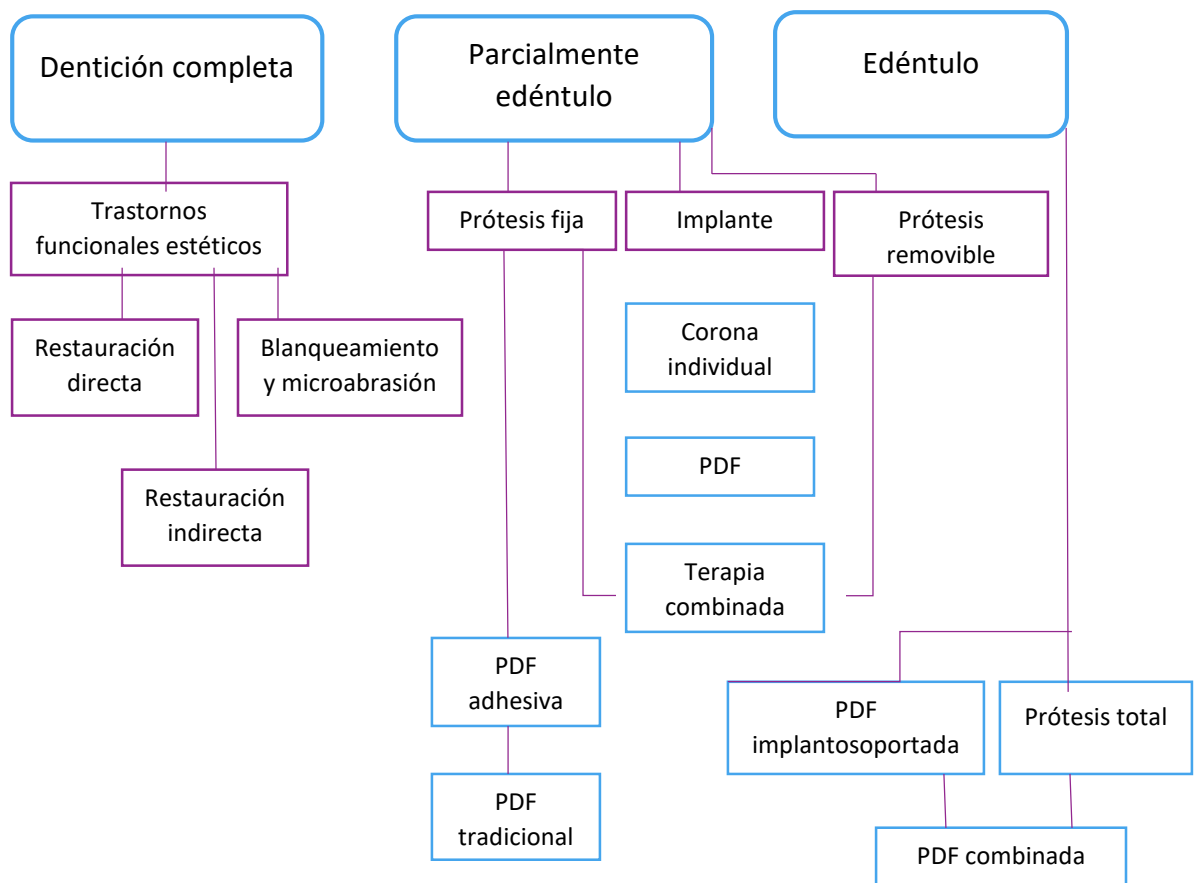 Dentición completa
Parcialmente
edéntulo
Edéntulo
Trastornos
funcionales estéticos
Prótesis fija
Implante
Prótesis
removible
Restauración
directa
Blanqueamiento
y microabrasión
Corona
individual
Restauración
indirecta
PDF
Terapia
combinada
PDF
adhesiva
PDF
implantosoportada
Prótesis total
PDF
tradicional
PDF combinada